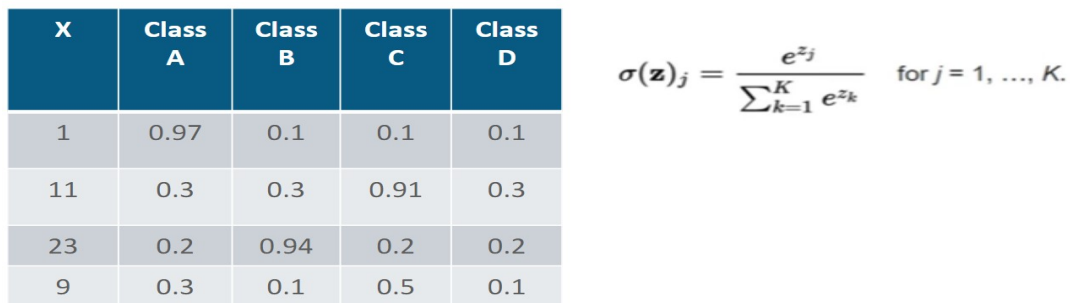 X Class A Class B Class C Class D
1 0.97 0.1 0.1 0.1
11 0.3 0.3 0.91 0.3
23 0.2 0.94 0.2 0.2
9 0.3 0.1 0.5 0.1
σ(z)ⱼ = e^{zⱼ} / ∑_{k=1}^{K} e^{zₖ} for j = 1, …, K.